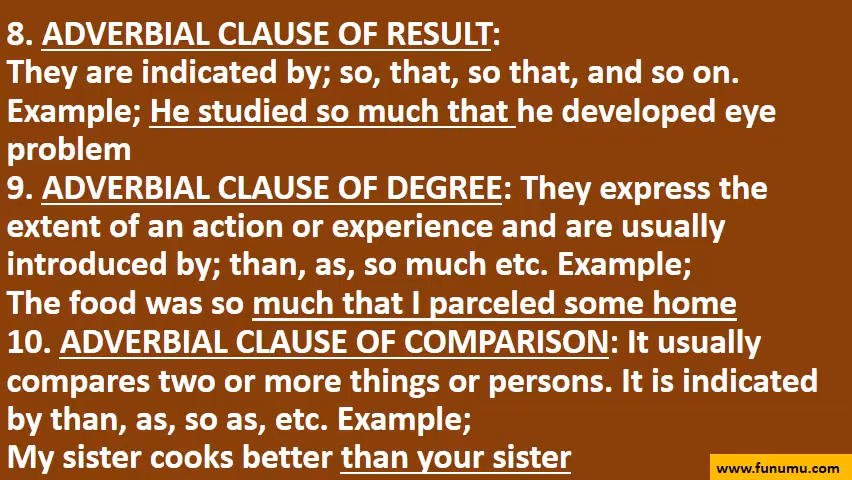 8. ADVERBIAL CLAUSE OF RESULT:
They are indicated by; so, that, so that, and so on.
Example; He studied so much that he developed eye
problem
9. ADVERBIAL CLAUSE OF DEGREE: They express the
extent of an action or experience and are usually
introduced by; than, as, so much etc. Example;
The food was so much that I parceled some home
10. ADVERBIAL CLAUSE OF COMPARISON: It usually
compares two or more things or persons. It is indicated
by than, as, so as, etc. Example;
My sister cooks better than your sister
www.funumu.com